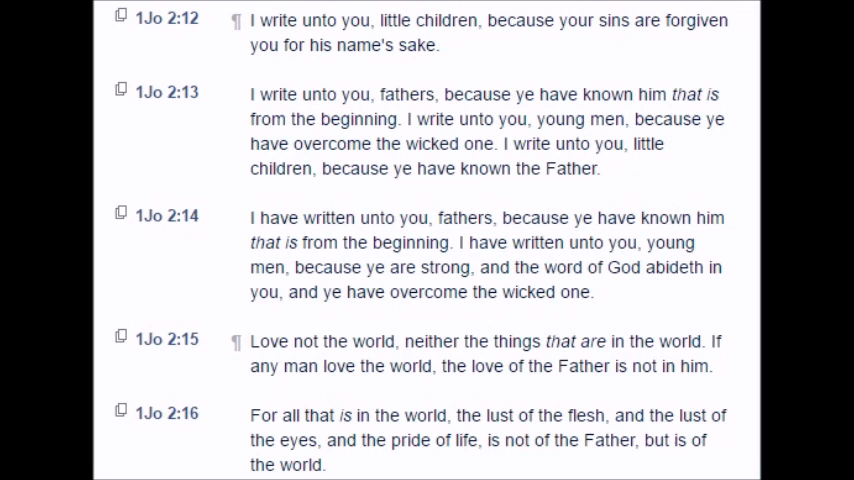 1Jo 2:12 ¶ I write unto you, little children, because your sins are forgiven
you for his name's sake.
1Jo 2:13 I write unto you, fathers, because ye have known him that is
from the beginning. I write unto you, young men, because ye
have overcome the wicked one. I write unto you, little
children, because ye have known the Father.
1Jo 2:14 I have written unto you, fathers, because ye have known him
that is from the beginning. I have written unto you, young
men, because ye are strong, and the word of God abideth in
you, and ye have overcome the wicked one.
1Jo 2:15 ¶ Love not the world, neither the things that are in the world. If
any man love the world, the love of the Father is not in him.
1Jo 2:16 For all that is in the world, the lust of the flesh, and the lust of
the eyes, and the pride of life, is not of the Father, but is of
the world.